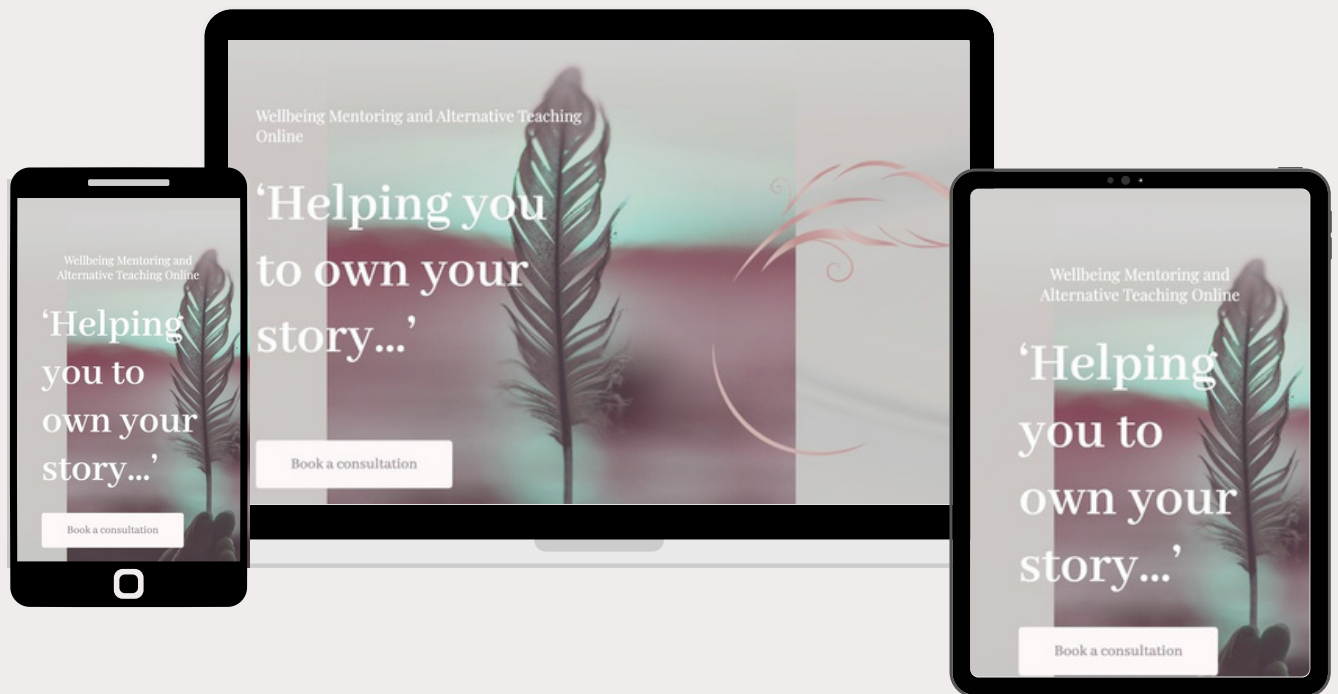 Wellbeing Mentoring and Alternative Teaching
Online
‘Helping you
to own your
story...’
Book a consultation
Wellbeing Mentoring and
Alternative Teaching Online
‘Helping
you to
own your
story...’
Book a consultation
Wellbeing Mentoring and
Alternative Teaching Online
‘Helping
you to
own your
story...’
Book a consultation